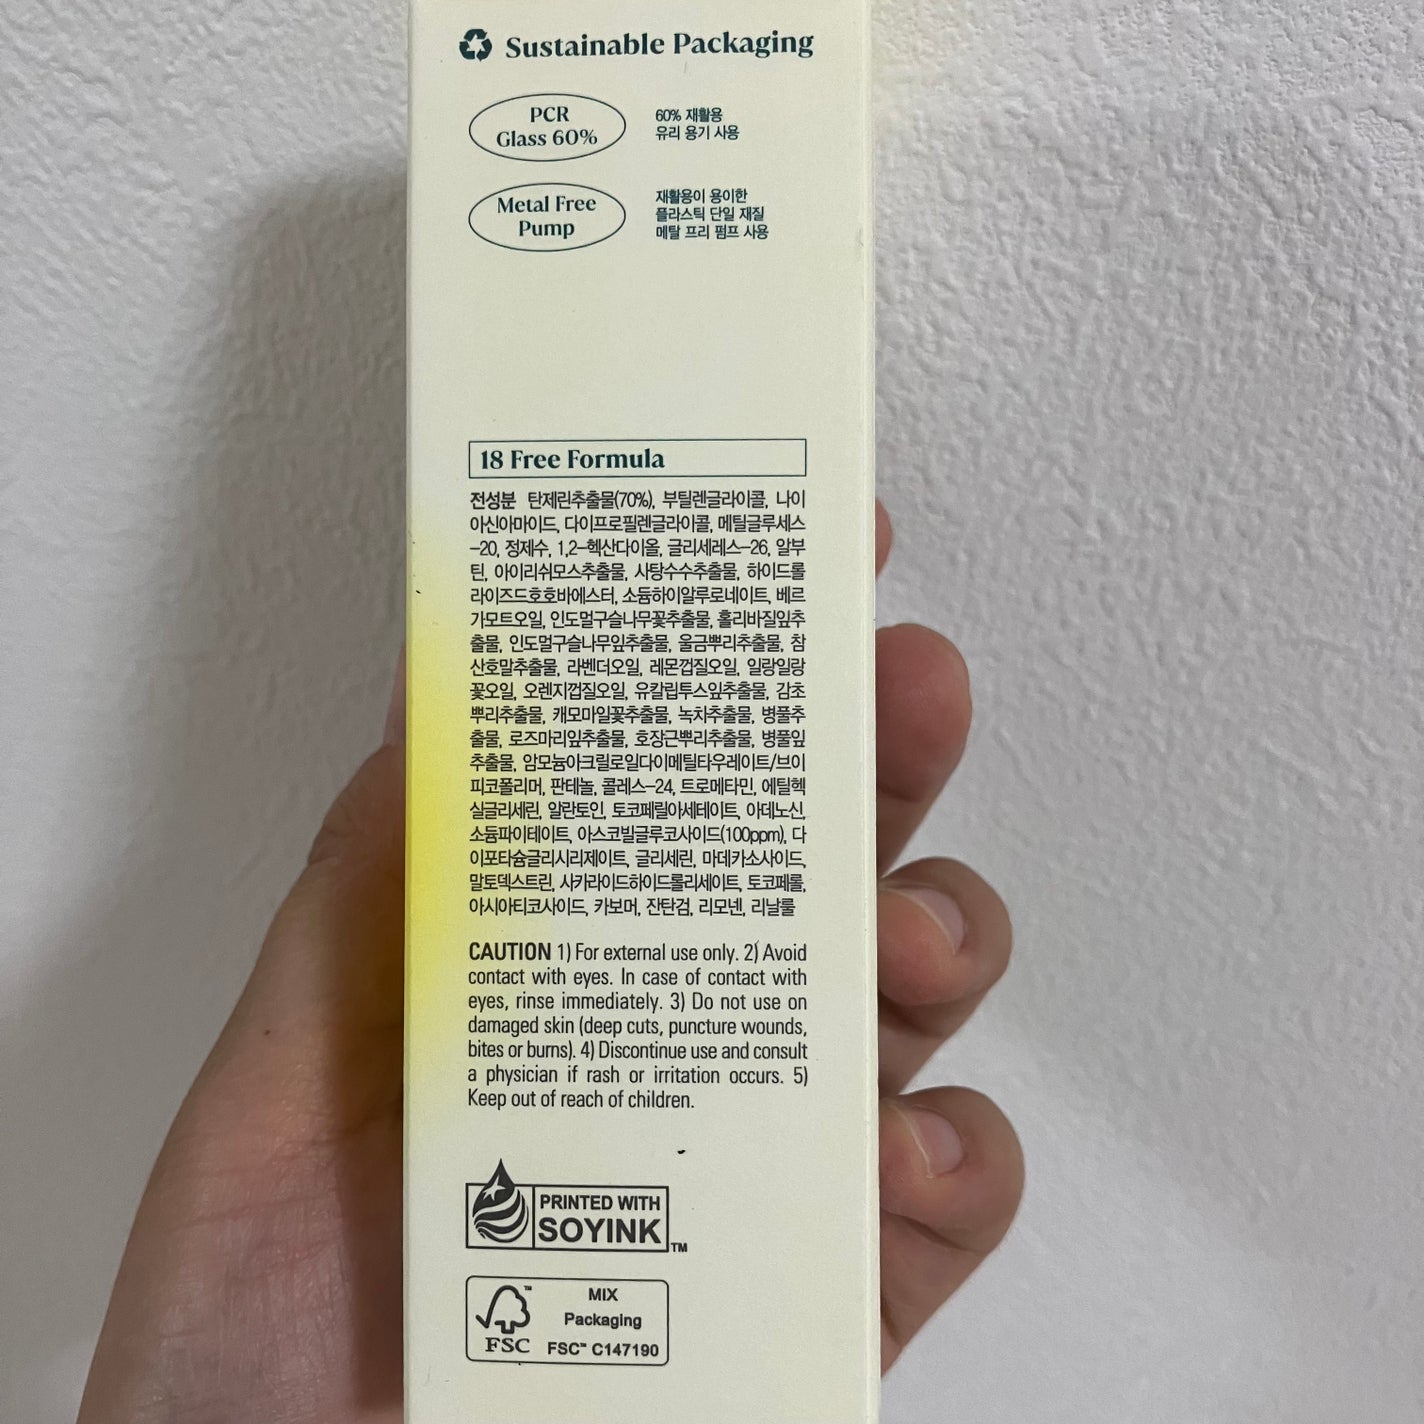 Sustainable Packaging
PCR
Glass 60%
60% 재활용
유리 용기 사용
Metal Free
Pump
재활용이 용이한
플라스틱 단일 재질
메탈 프리 펌프 사용
18 Free Formula
전성분 탄제린추출물(70%), 부틸렌글라이콜, 나이
아신아마이드, 다이프로필렌글라이콜, 메틸글루세스
-20, 정제수, 1,2-헥산다이올, 글리세레스-26, 알부
틴, 아이리쉬모스추출물, 사탕수수추출물, 하이드롤
라이즈드호호바에스터, 소듐하이알루로네이트, 베르
가모트오일, 인도멀구슬나무꽃추출물, 홀리바질잎추
출물, 인도멀구슬나무잎추출물, 울금뿌리추출물, 참
산호말추출물, 라벤더오일, 레몬껍질오일, 일랑일랑
꽃오일, 오렌지껍질오일, 유칼립투스잎추출물, 감초
뿌리추출물, 캐모마일꽃추출물, 녹차추출물, 병풀추
출물, 로즈마리잎추출물, 호장근뿌리추출물, 병풀잎
추출물, 암모늄아크릴로일다이메틸타우레이트/브이
피코폴리머, 판테놀, 콜레스-24, 트로메타민, 에틸헥
실글리세린, 알란토인, 토코페릴아세테이트, 아데노신,
소듐파이테이트, 아스코빌글루코사이드(100ppm), 다
이포타슘글리시리제이트, 글리세린, 마데카소사이드,
말토덱스트린, 사카라이드하이드롤리세이트, 토코페롤,
아시아티코사이드, 카보머, 잔탄검, 리모넨, 리날룰
CAUTION 1) For external use only. 2) Avoid
contact with eyes. In case of contact with
eyes, rinse immediately. 3) Do not use on
damaged skin (deep cuts, puncture wounds,
bites or burns). 4) Discontinue use and consult
a physician if rash or irritation occurs. 5)
Keep out of reach of children.
PRINTED WITH
SOYINK™
MIX
Packaging
FSC FSC™ C147190